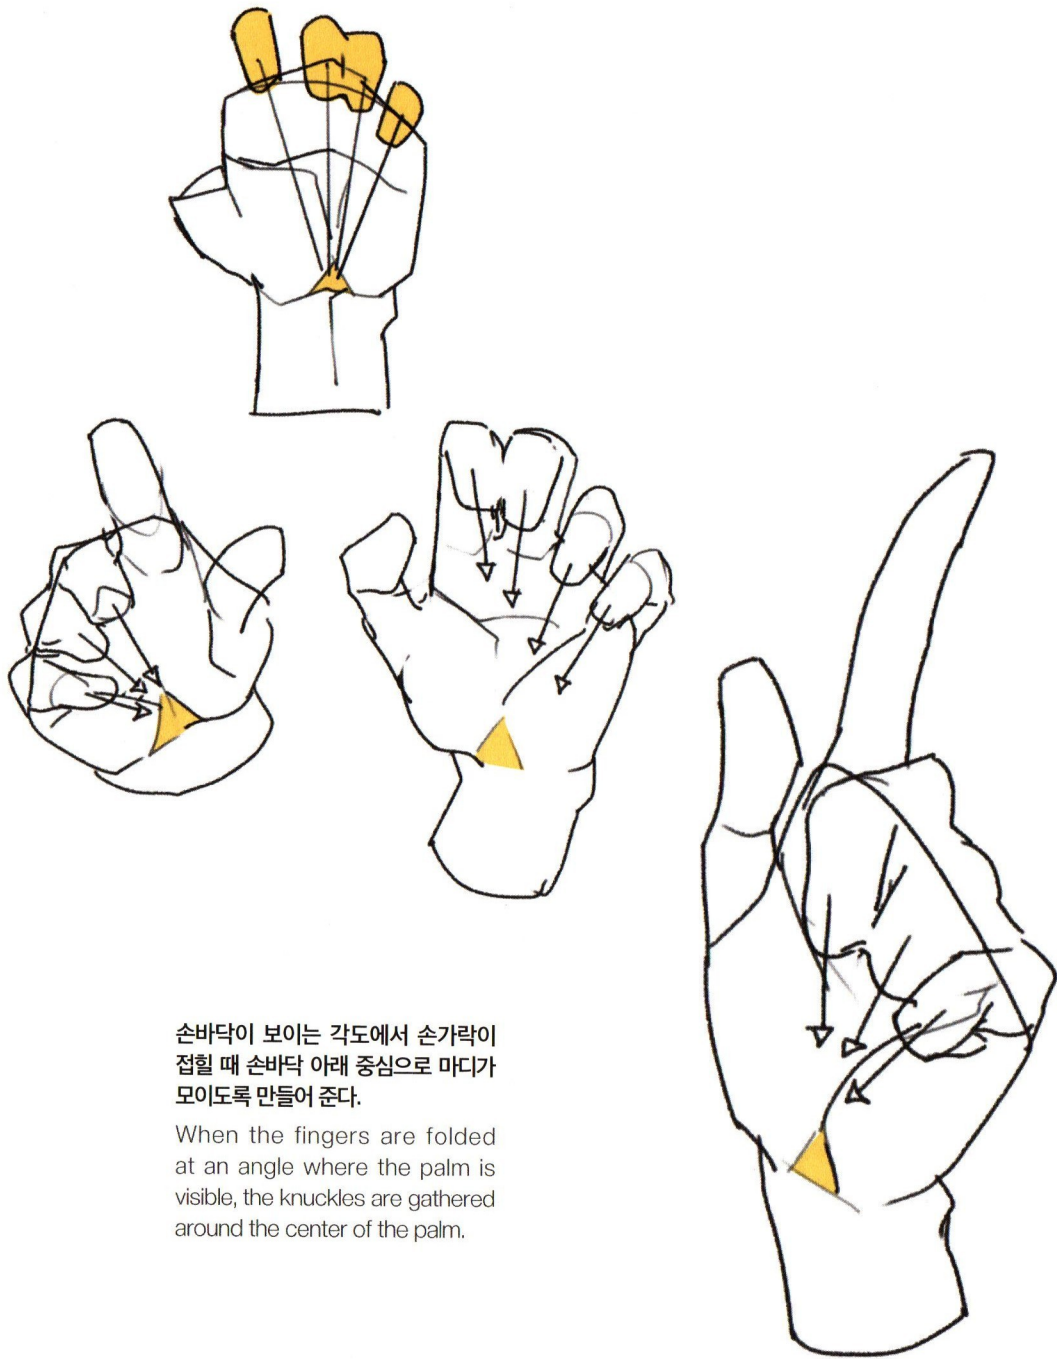 손바닥이 보이는 각도에서 손가락이
접힐 때 손바닥 아래 중심으로 마디가
모이도록 만들어 준다.
When the fingers are folded
at an angle where the palm is
visible, the knuckles are gathered
around the center of the palm.